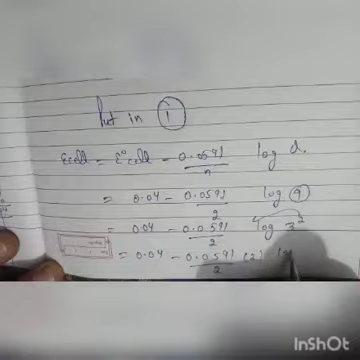 Put in ①
Ecell = E°cell - 0.0591/n log Q.
= 0.04 - 0.0591/2 log (9)
= 0.04 - 0.0591/2 log 3²
= 0.04 - 0.0591/2 (2) lo
InShOt